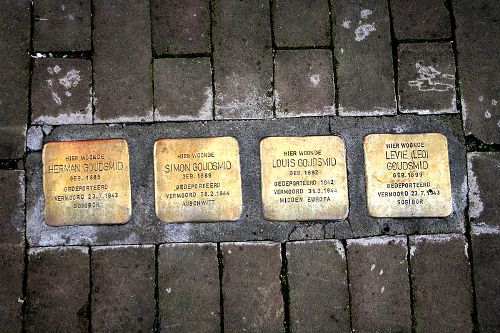 HIER WOONDE
HERMAN GOUDSMID
GEB. 1885
GEDEPORTEERD
VERMOORD 23.7.1943
SOBIBOR
HIER WOONDE
SIMON GOUDSMID
GEB. 1889
GEDEPORTEERD
VERMOORD 28.2.1944
AUSCHWITZ
HIER WOONDE
LOUIS GOUDSMID
GEB. 1892
GEDEPORTEERD 1942
VERMOORD 31.3.1944
MIDDEN EUROPA
HIER WOONDE
LEVIE (LEO)
GOUDSMID
GEB. 1899
GEDEPORTEERD
VERMOORD 23.7.1943
SOBIBOR